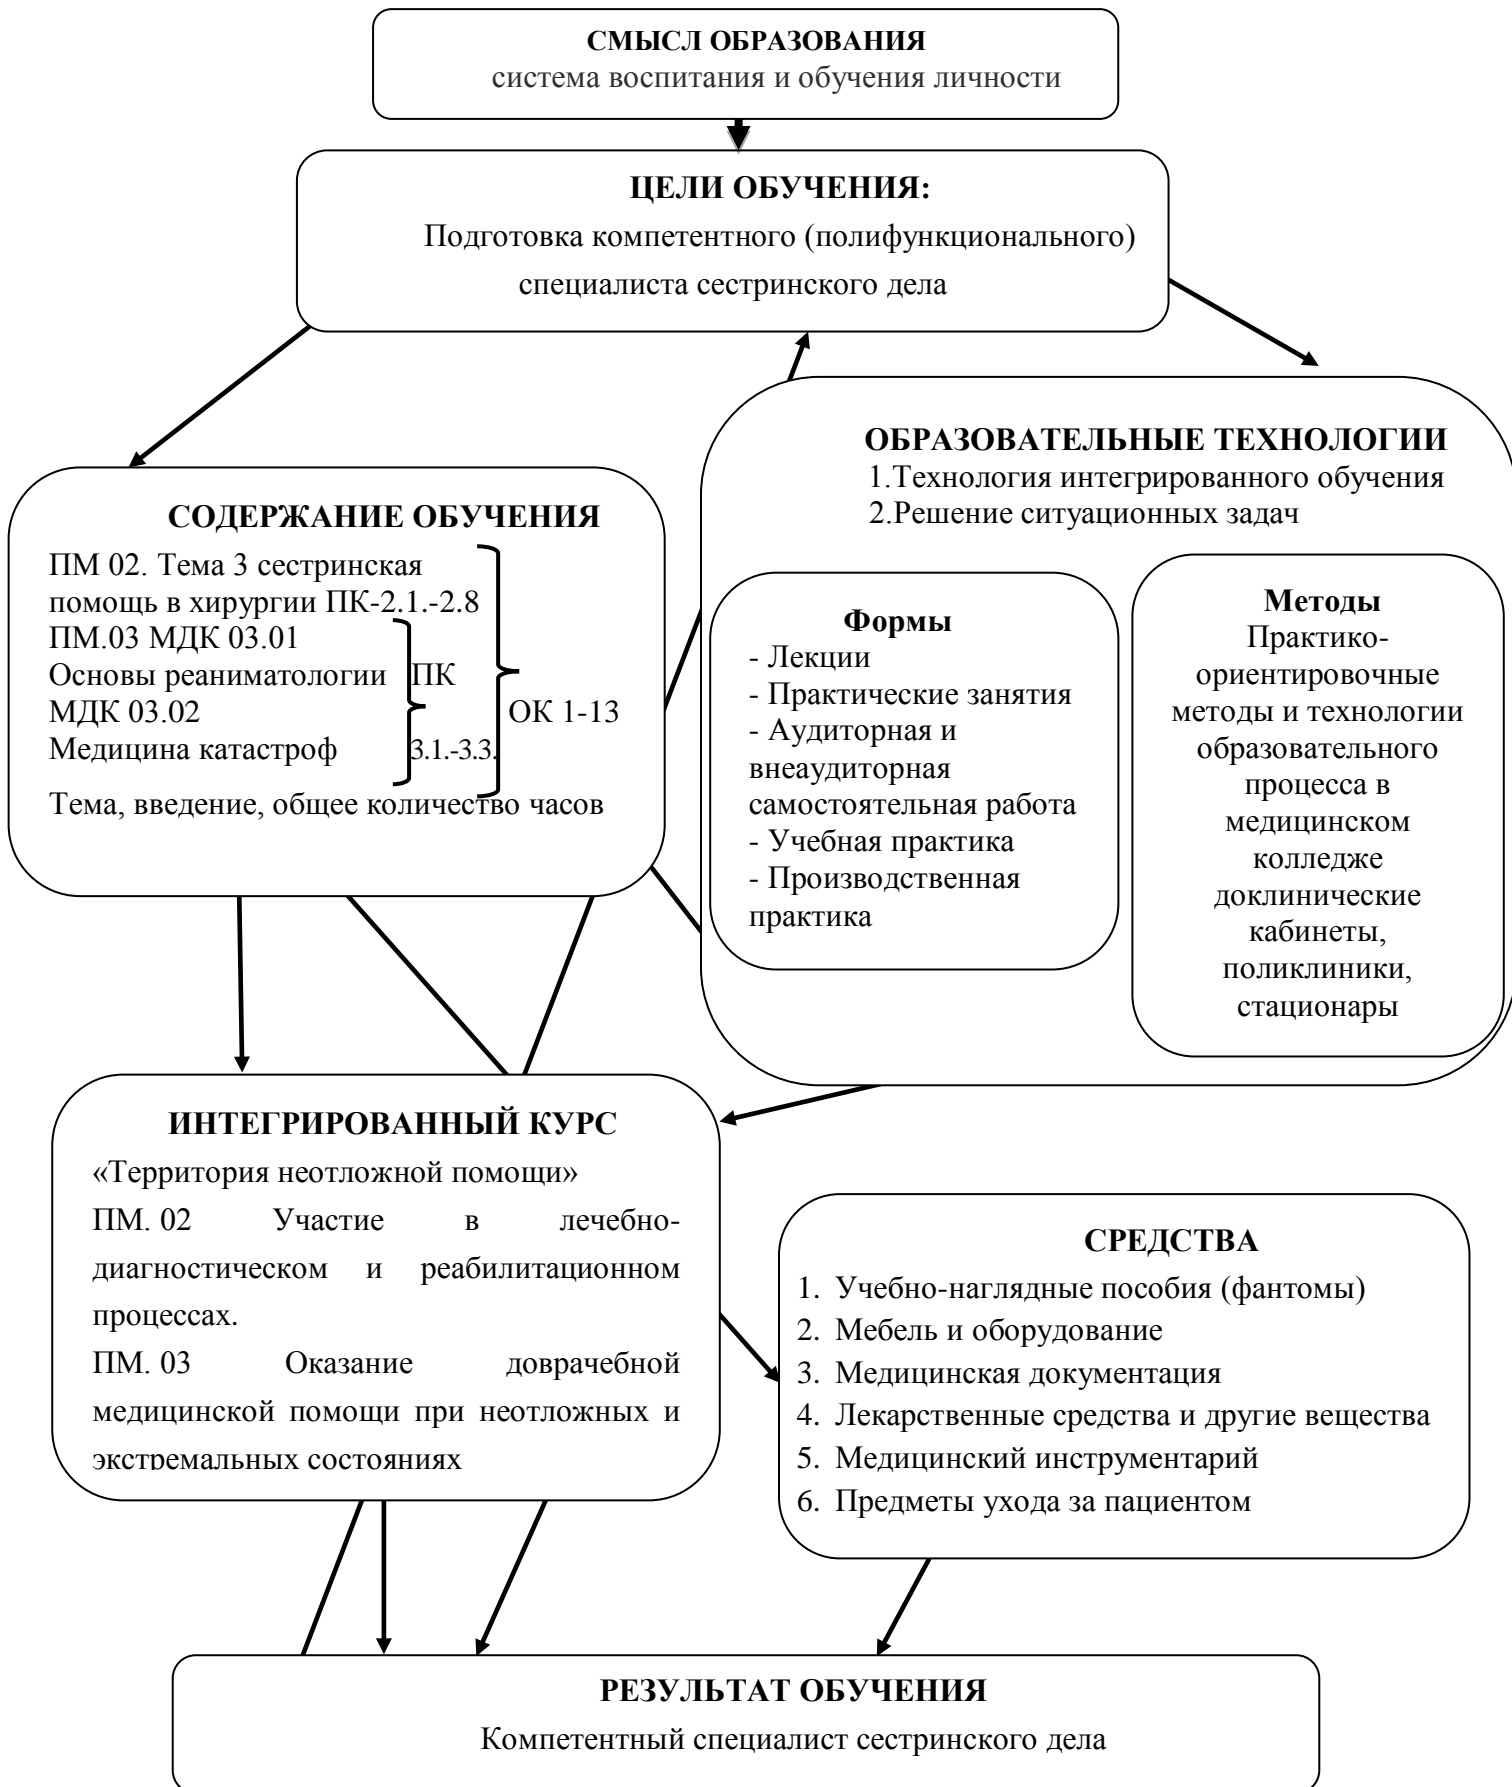 СМЫСЛ ОБРАЗОВАНИЯ
система воспитания и обучения личности
ЦЕЛИ ОБУЧЕНИЯ:
Подготовка компетентного (полифункционального)
специалиста сестринского дела
СОДЕРЖАНИЕ ОБУЧЕНИЯ
ПМ 02. Тема 3 сестринская
помощь в хирургии ПК-2.1.-2.8
ПМ.03 МДК 03.01
Основы реаниматологии ПК
МДК 03.02 ОК 1-13
Медицина катастроф 3.1.-3.3.
Тема, введение, общее количество часов
ОБРАЗОВАТЕЛЬНЫЕ ТЕХНОЛОГИИ
1.Технология интегрированного обучения
2.Решение ситуационных задач
Формы
- Лекции
- Практические занятия
- Аудиторная и
внеаудиторная
самостоятельная работа
- Учебная практика
- Производственная
практика
Методы
Практико-
ориентировочные
методы и технологии
образовательного
процесса в
медицинском
колледже
доклинические
кабинеты,
поликлиники,
стационары
ИНТЕГРИРОВАННЫЙ КУРС
«Территория неотложной помощи»
ПМ. 02 Участие в лечебно-
диагностическом и реабилитационном
процессах.
ПМ. 03 Оказание доврачебной
медицинской помощи при неотложных и
экстремальных состояниях
СРЕДСТВА
1. Учебно-наглядные пособия (фантомы)
2. Мебель и оборудование
3. Медицинская документация
4. Лекарственные средства и другие вещества
5. Медицинский инструментарий
6. Предметы ухода за пациентом
РЕЗУЛЬТАТ ОБУЧЕНИЯ
Компетентный специалист сестринского дела